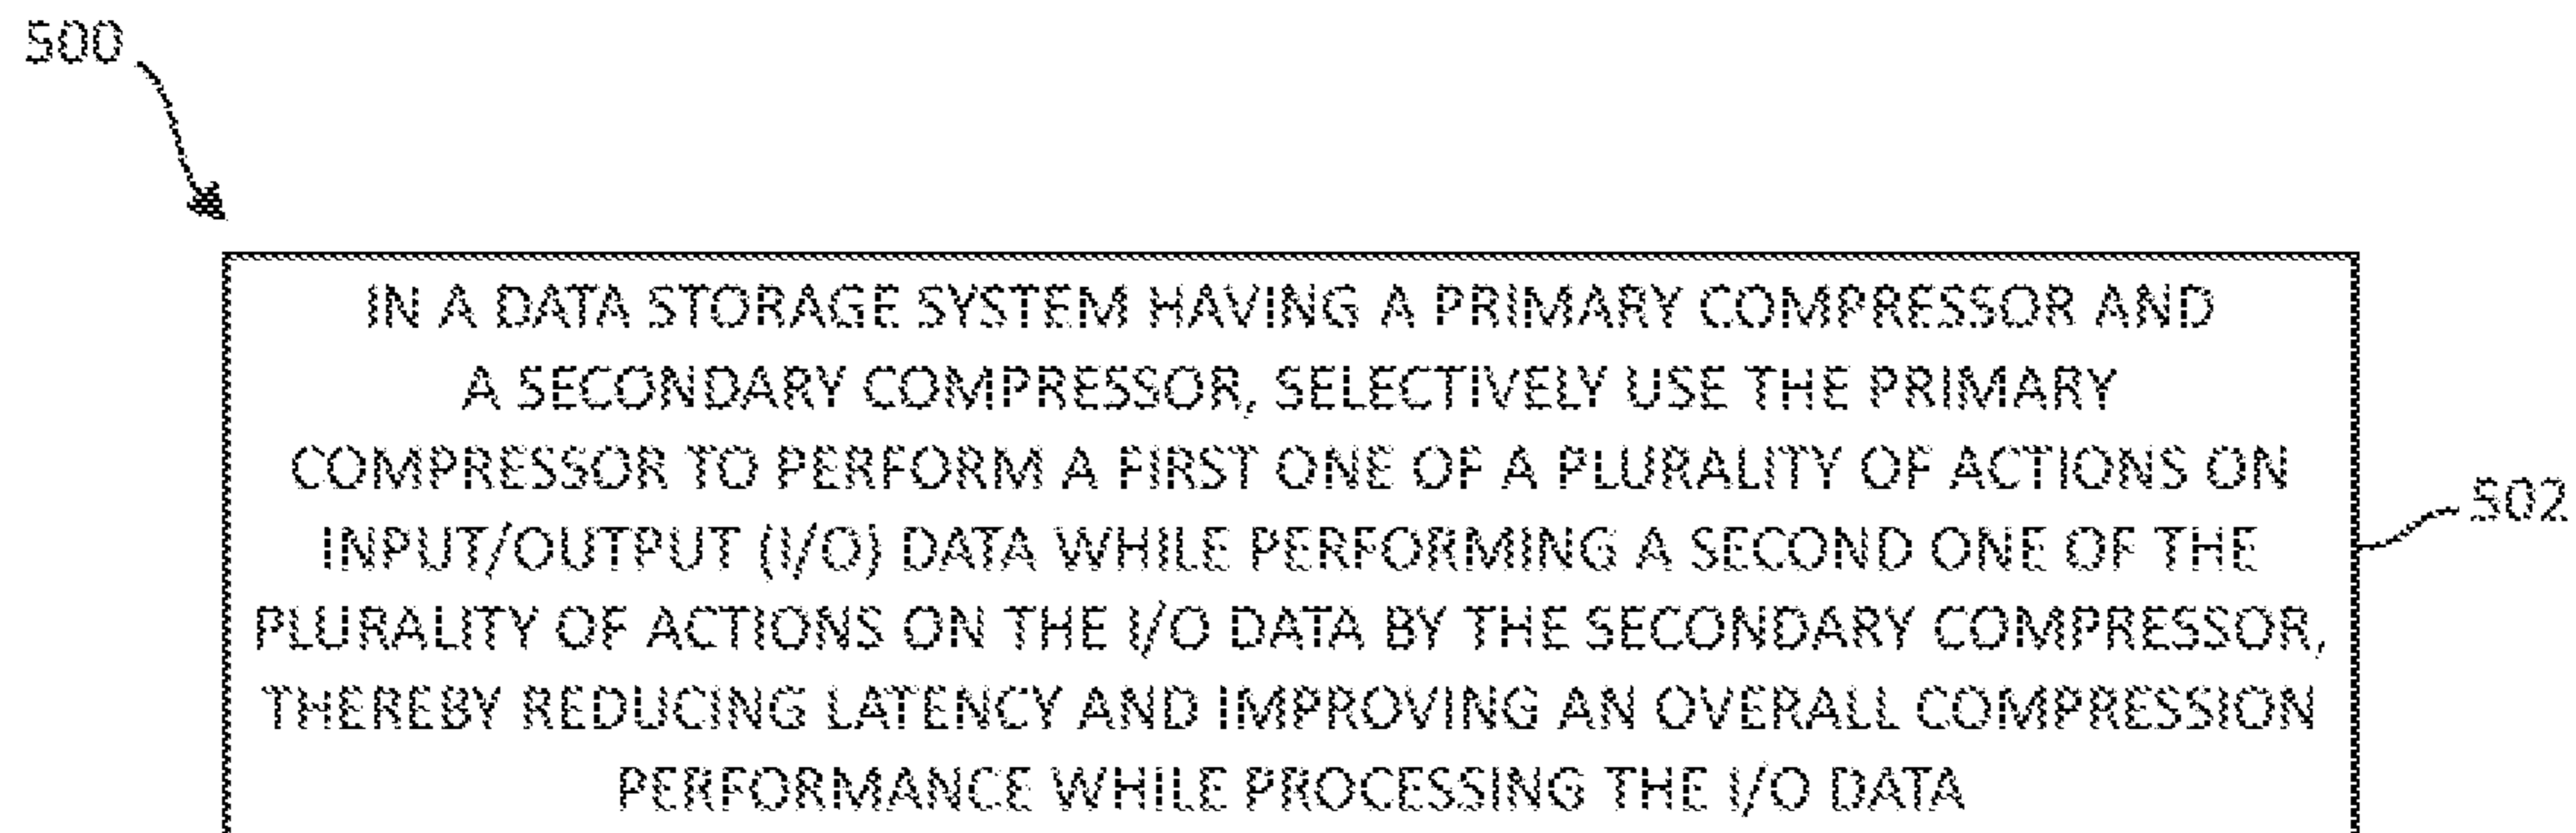 500
IN A DATA STORAGE SYSTEM HAVING A PRIMARY COMPRESSOR AND
A SECONDARY COMPRESSOR, SELECTIVELY USE THE PRIMARY
COMPRESSOR TO PERFORM A FIRST ONE OF A PLURALITY OF ACTIONS ON
INPUT/OUTPUT (I/O) DATA WHILE PERFORMING A SECOND ONE OF THE
PLURALITY OF ACTIONS ON THE I/O DATA BY THE SECONDARY COMPRESSOR,
THEREBY REDUCING LATENCY AND IMPROVING AN OVERALL COMPRESSION
PERFORMANCE WHILE PROCESSING THE I/O DATA
502